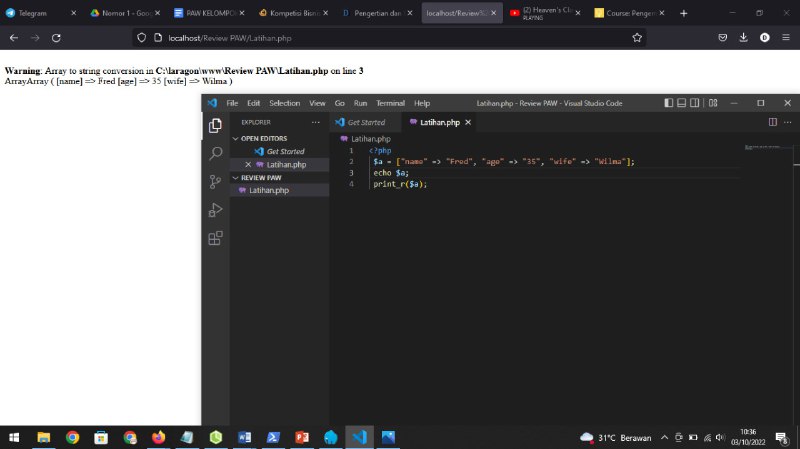 Telegram
Nomor 1 - Goog
PAW KELOMPO
Kompetisi Bisnis
Pengertian dan
localhost/Review%
(2) Heaven's Clo
PLAYING
Course: Pengem
localhost/Review PAW/Latihan.php
Warning: Array to string conversion in C:\laragon\www\Review PAW\Latihan.php on line 3
ArrayArray ( [name] => Fred [age] => 35 [wife] => Wilma )
File Edit Selection View Go Run Terminal Help
Latihan.php - Review PAW - Visual Studio Code
EXPLORER
Get Started
Latihan.php
OPEN EDITORS
Get Started
Latihan.php
REVIEW PAW
Latihan.php
Latihan.php
1 <?php
2 $a = ["name" => "Fred", "age" => "35", "wife" => "Wilma"];
3 echo $a;
4 print_r($a);
31°C Berawan
10:36
03/10/2022